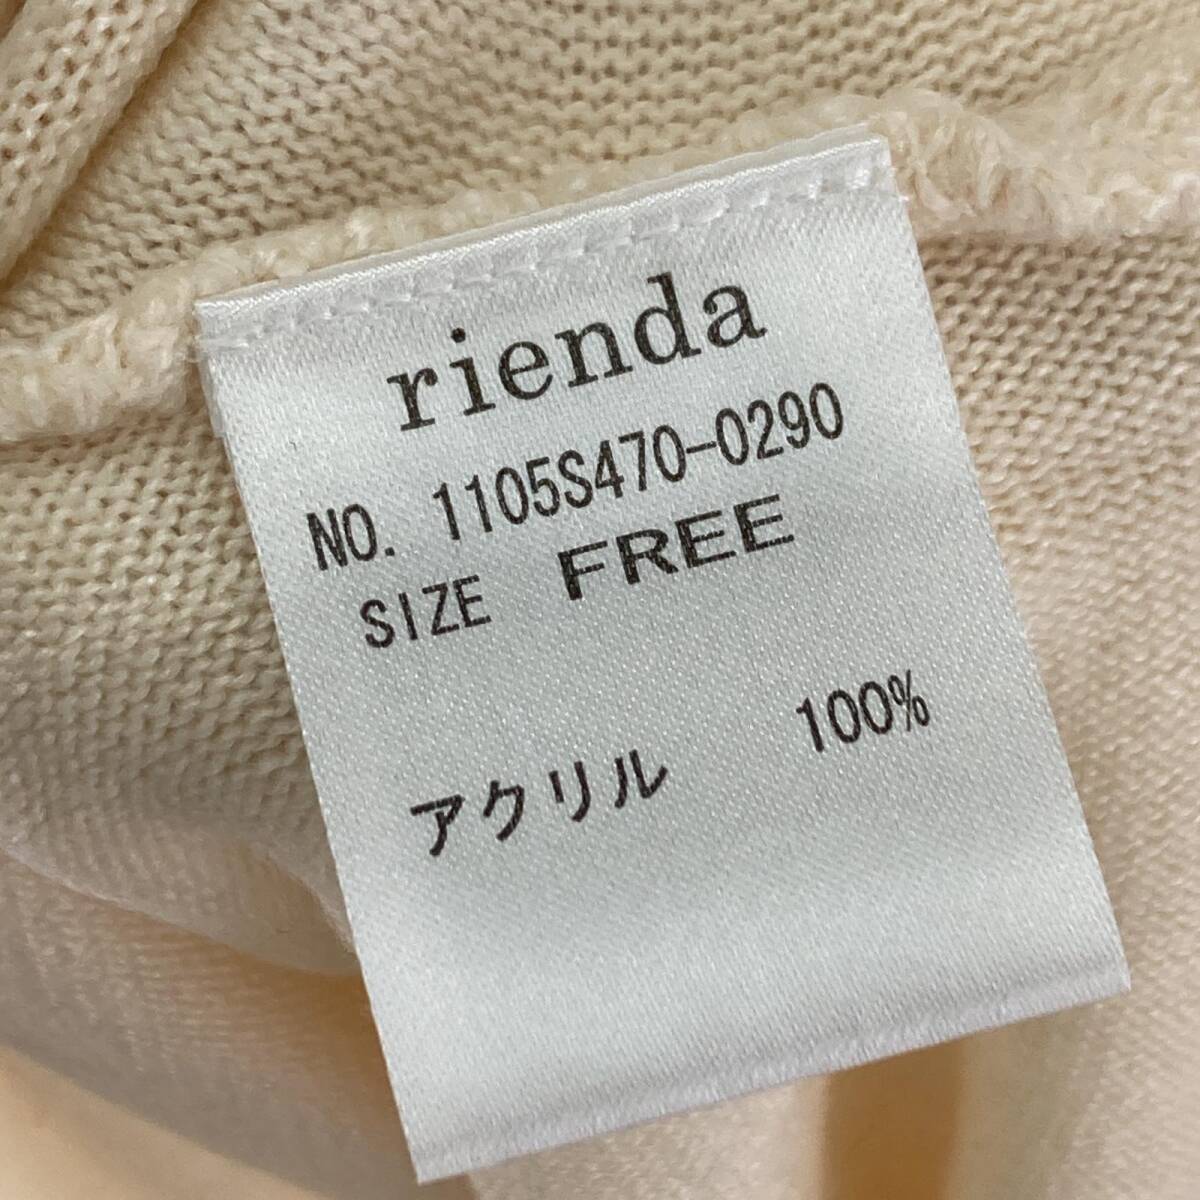 rienda
NO. 1105S470-0290
SIZE FREE
アクリル 100%